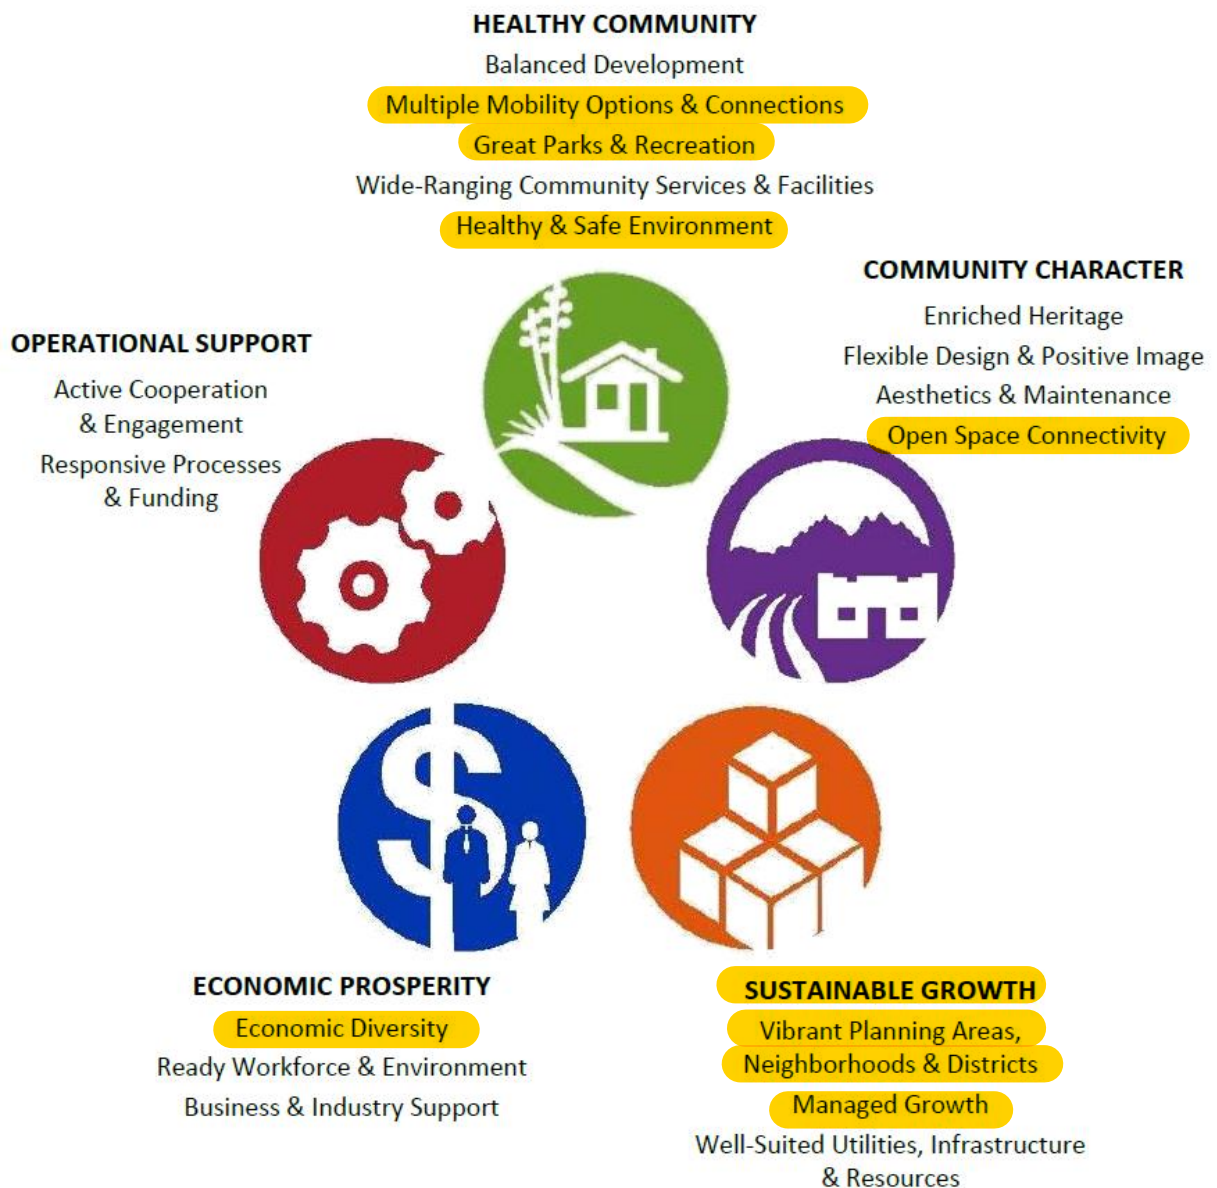 HEALTHY COMMUNITY
Balanced Development
Multiple Mobility Options & Connections
Great Parks & Recreation
Wide-Ranging Community Services & Facilities
Healthy & Safe Environment
COMMUNITY CHARACTER
Enriched Heritage
Flexible Design & Positive Image
Aesthetics & Maintenance
Open Space Connectivity
OPERATIONAL SUPPORT
Active Cooperation
& Engagement
Responsive Processes
& Funding
ECONOMIC PROSPERITY
Economic Diversity
Ready Workforce & Environment
Business & Industry Support
SUSTAINABLE GROWTH
Vibrant Planning Areas,
Neighborhoods & Districts
Managed Growth
Well-Suited Utilities, Infrastructure
& Resources